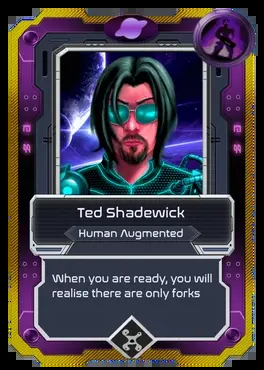 Ted Shadewick
Human Augmented
When you are ready, you will
realise there are only forks